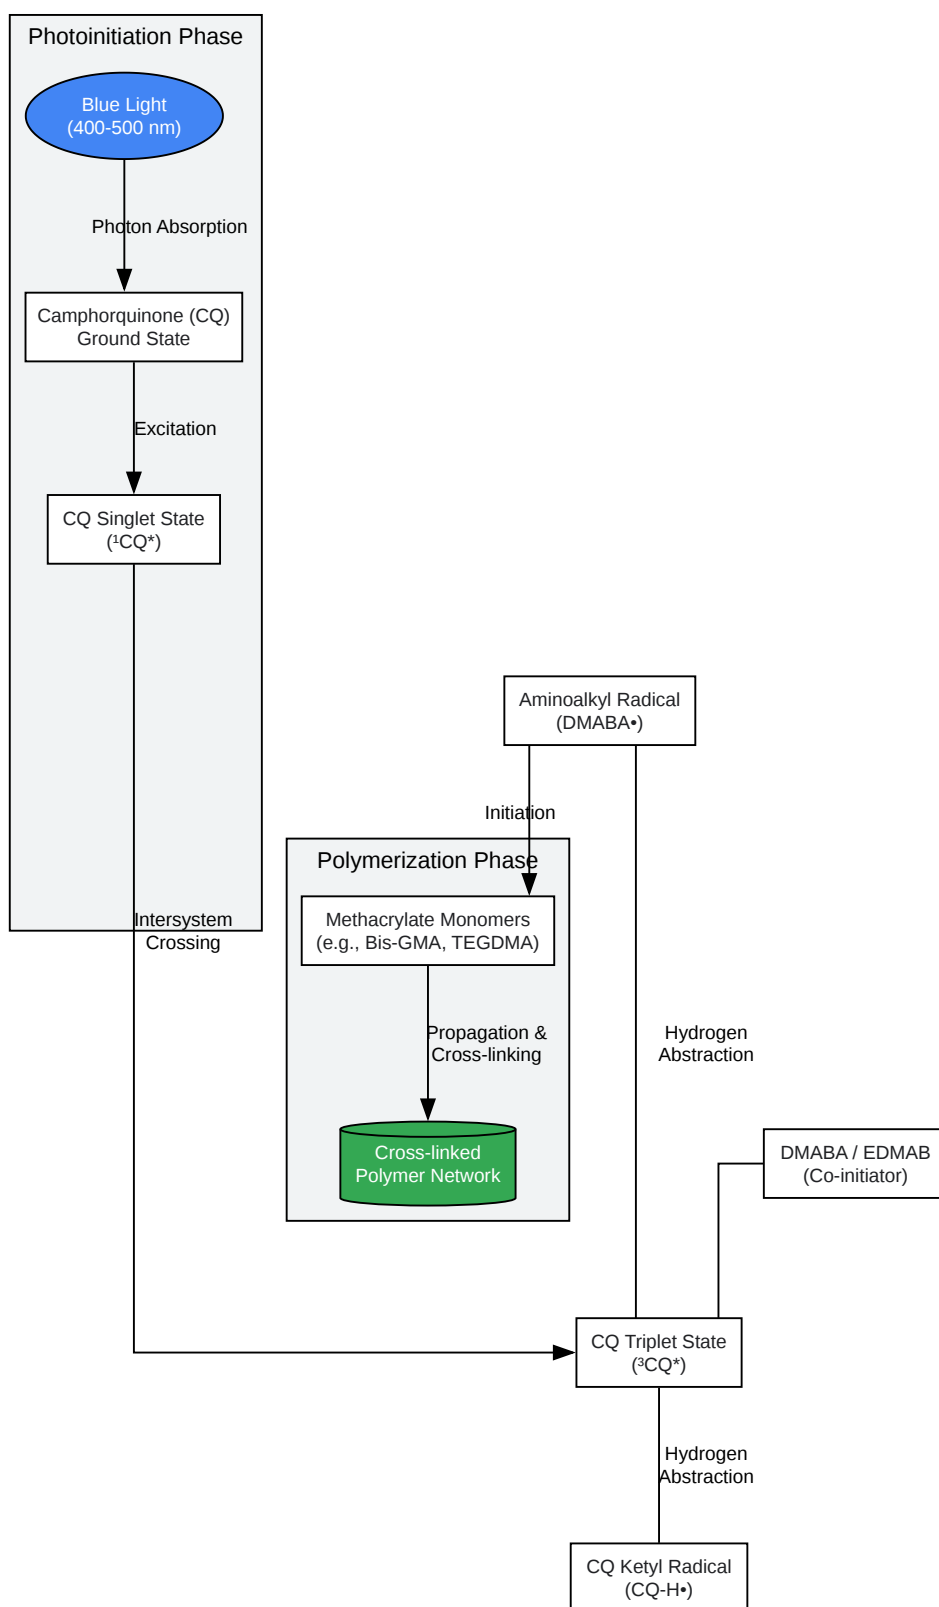 Photoinitiation Phase
Blue Light
(400-500 nm)
Photon Absorption
Camphorquinone (CQ)
Ground State
Excitation
CQ Singlet State
(¹CQ*)
Intersystem
Crossing
Aminoalkyl Radical
(DMABA•)
Initiation
Polymerization Phase
Methacrylate Monomers
(e.g., Bis-GMA, TEGDMA)
Propagation &
Cross-linking
Cross-linked
Polymer Network
Hydrogen
Abstraction
DMABA / EDMAB
(Co-initiator)
CQ Triplet State
(³CQ*)
Hydrogen
Abstraction
CQ Ketyl Radical
(CQ-H•)